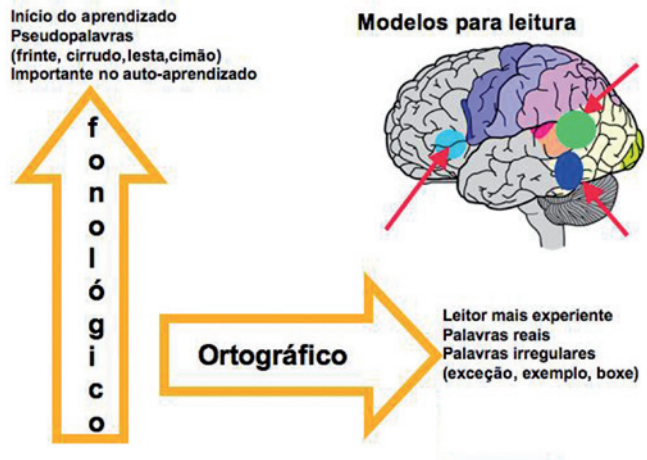 Início do aprendizado
Pseudopalavras
(frinte, cirrudo,lesta,cimão)
Importante no auto-aprendizado
Modelos para leitura
fonológico
Ortográfico
Leitor mais experiente
Palavras reais
Palavras irregulares
(exceção, exemplo, boxe)